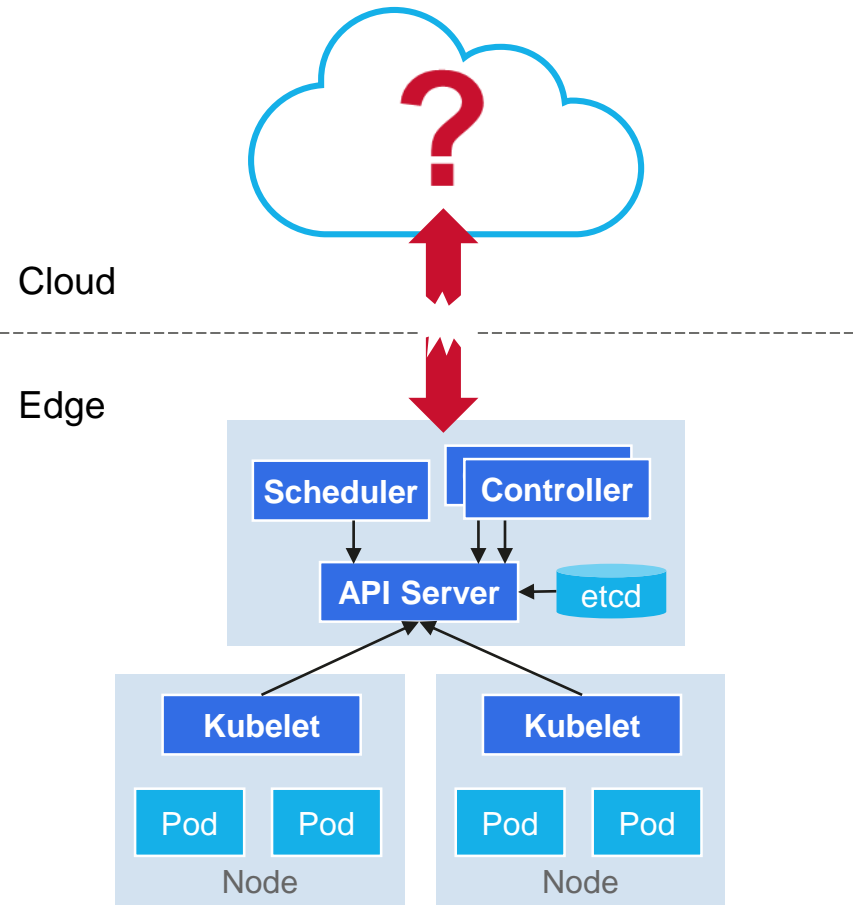 ?
Cloud
Edge
Scheduler
Controller
API Server
etcd
Kubelet
Kubelet
Pod
Pod
Pod
Pod
Node
Node